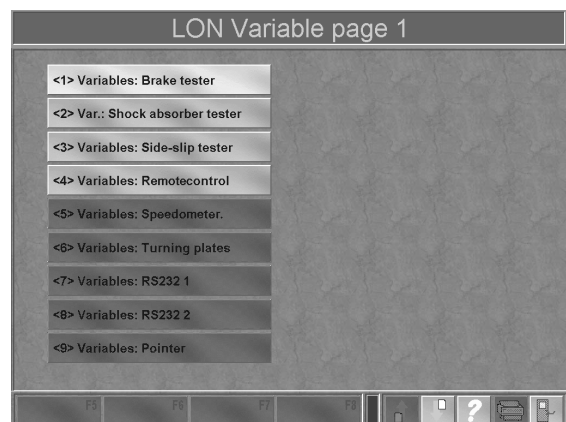 LON Variable page 1
<1> Variables: Brake tester
<2> Var.: Shock absorber tester
<3> Variables: Side-slip tester
<4> Variables: Remotecontrol
<5> Variables: Speedometer.
<6> Variables: Turning plates
<7> Variables: RS232 1
<8> Variables: RS232 2
<9> Variables: Pointer
F5 F6 F7 F8 ?